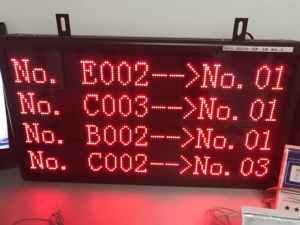 No. E002-->No. 01
No. C003-->No. 01
No. B002-->No. 01
No. C002-->No. 03